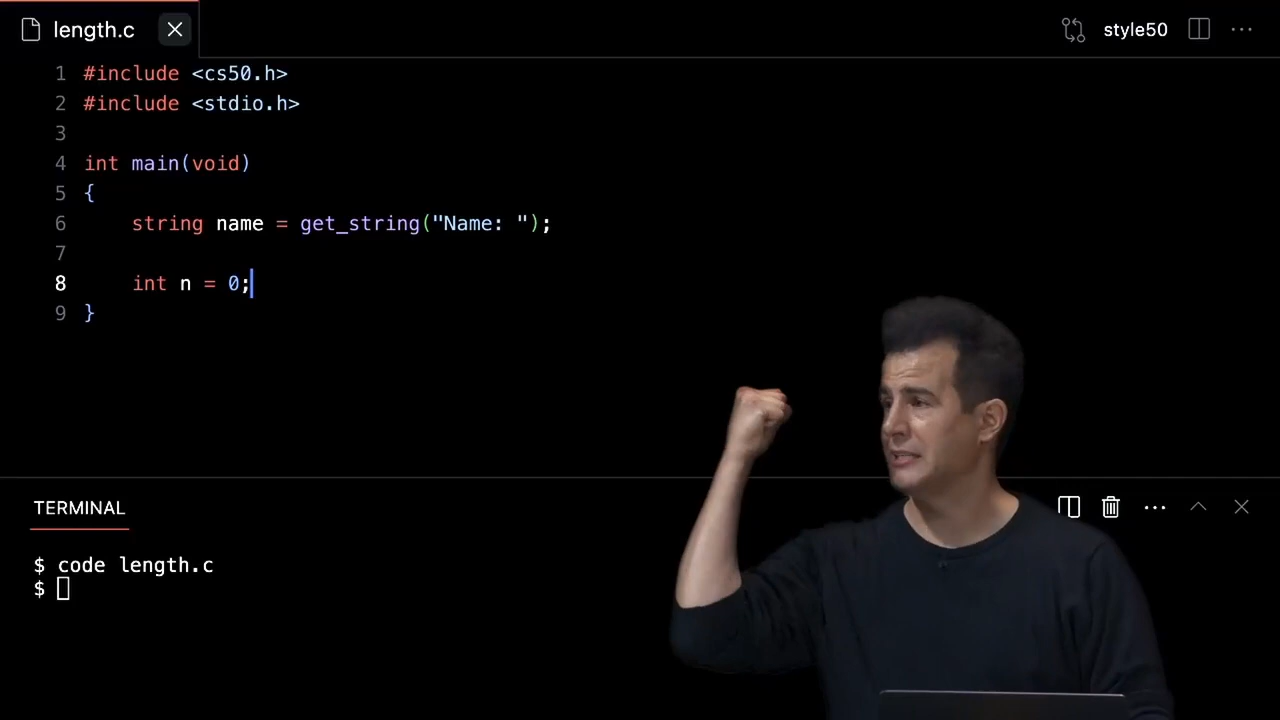 length.c
style50
1 #include <cs50.h>
2 #include <stdio.h>
3
4 int main(void)
5 {
6     string name = get_string("Name: ");
7
8     int n = 0;
9 }
TERMINAL
$ code length.c
$